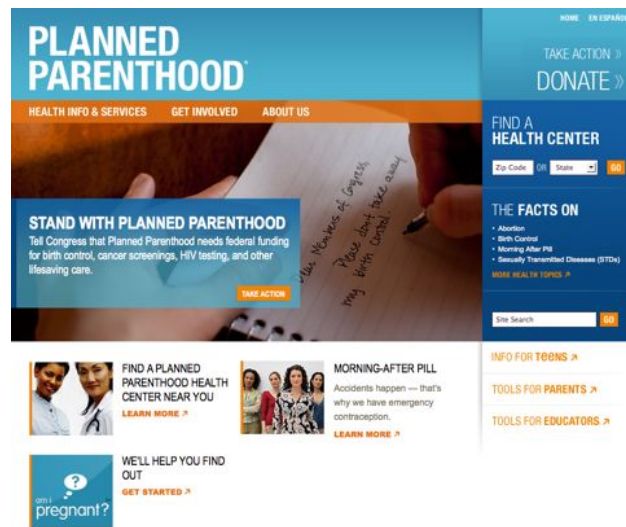 PLANNED
PARENTHOOD®
HOME EN ESPAÑOL
TAKE ACTION »
DONATE »
HEALTH INFO & SERVICES GET INVOLVED ABOUT US
FIND A
HEALTH CENTER
Zip Code OR State GO
Dear Members of Congress,
Please don't take away
my birth control.
STAND WITH PLANNED PARENTHOOD
Tell Congress that Planned Parenthood needs federal funding
for birth control, cancer screenings, HIV testing, and other
lifesaving care.
TAKE ACTION
THE FACTS ON
• Abortion
• Birth Control
• Morning After Pill
• Sexually Transmitted Diseases (STDs)
MORE HEALTH TOPICS
Site Search GO
INFO FOR TEENS
TOOLS FOR PARENTS
TOOLS FOR EDUCATORS
FIND A PLANNED
PARENTHOOD HEALTH
CENTER NEAR YOU
LEARN MORE
MORNING-AFTER PILL
Accidents happen — that's
why we have emergency
contraception.
LEARN MORE
?
am i
pregnant?
WE'LL HELP YOU FIND
OUT
GET STARTED